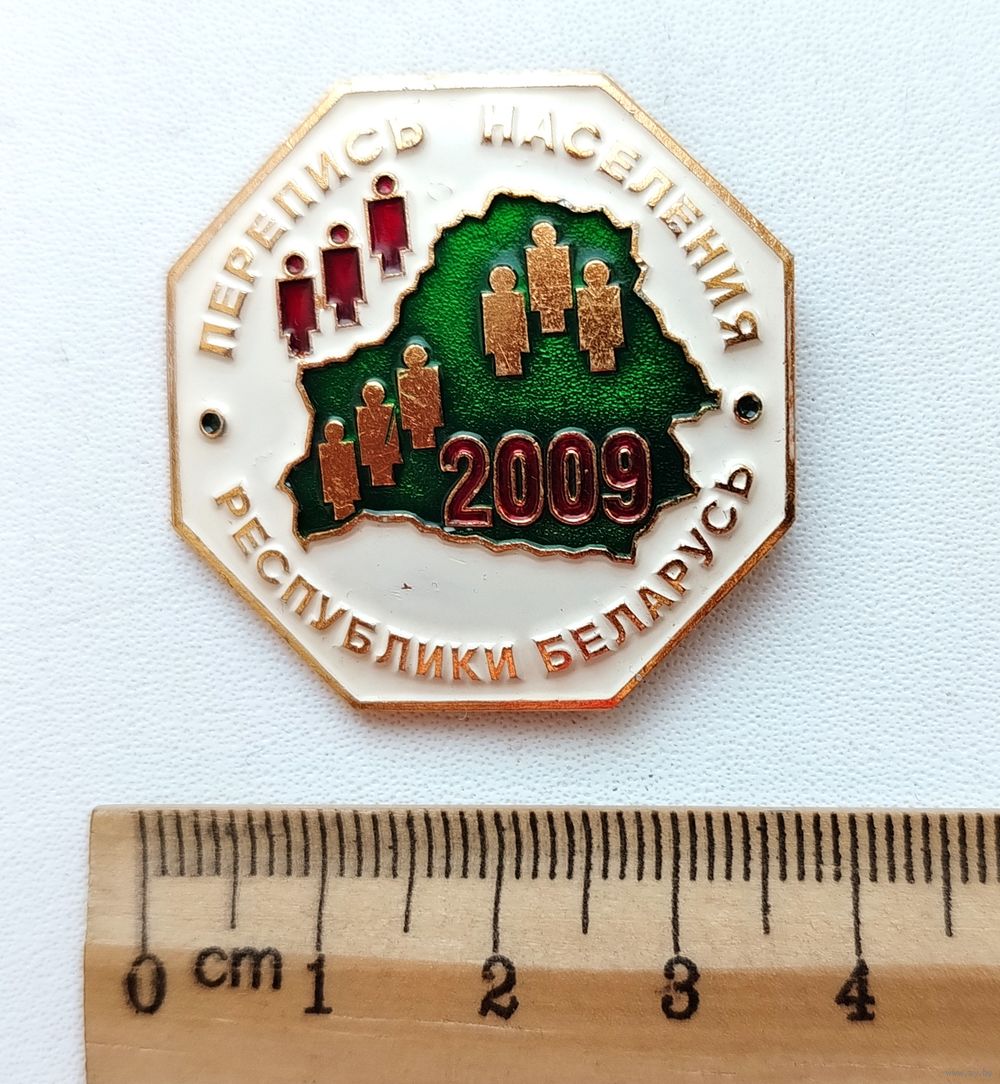 ПЕРЕПИСЬ НАСЕЛЕНИЯ
2009
РЕСПУБЛИКИ БЕЛАРУСЬ
0 cm 1 2 3 4